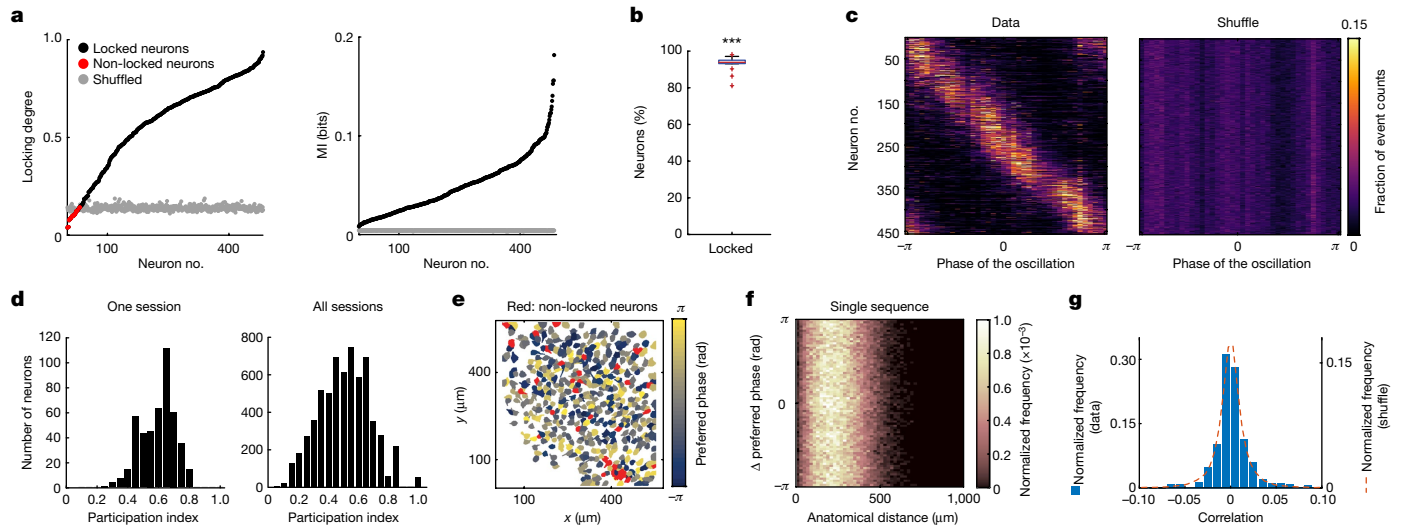 a
1.0
0.5
0
Locking degree
Locked neurons
Non-locked neurons
Shuffled
100
400
Neuron no.
0.2
0.1
0
MI (bits)
100
400
Neuron no.
b
***
100
80
60
40
20
0
Neurons (%)
Locked
c
Data
Shuffle
0.15
50
150
250
350
450
Neuron no.
−π
0
π
Phase of the oscillation
−π
0
π
Phase of the oscillation
0
Fraction of event counts
d
One session
All sessions
120
100
80
60
40
20
0
Number of neurons
0
0.2
0.4
0.6
0.8
1.0
Participation index
800
600
400
200
0
0
0.2
0.4
0.6
0.8
1.0
Participation index
e
Red: non-locked neurons
π
400
100
y (μm)
100
400
x (μm)
−π
Preferred phase (rad)
f
Single sequence
π
0
−π
Δ preferred phase (rad)
0
500
1,000
Anatomical distance (μm)
1.0
0.8
0.6
0.4
0.2
0
Normalized frequency (×10⁻³)
g
0.30
0.15
0
Normalized frequency
(data)
−0.10
−0.05
0
0.05
0.10
Correlation
0.15
0
Normalized frequency
(shuffle)